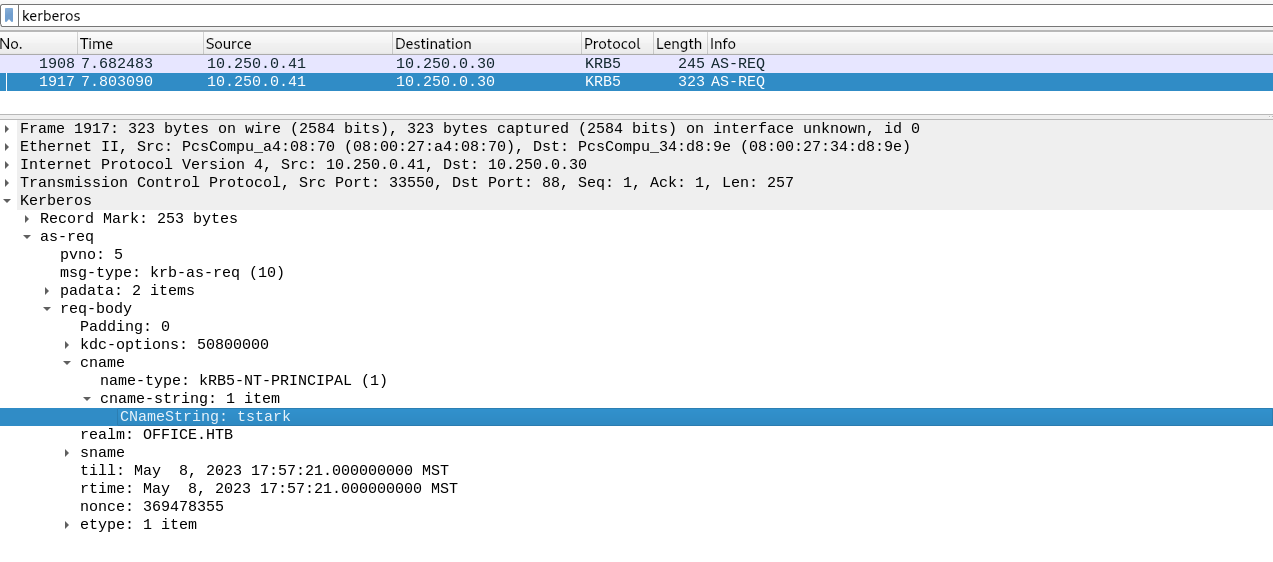 kerberos
No. Time Source Destination Protocol Length Info
1908 7.682483 10.250.0.41 10.250.0.30 KRB5 245 AS-REQ
1917 7.803090 10.250.0.41 10.250.0.30 KRB5 323 AS-REQ
Frame 1917: 323 bytes on wire (2584 bits), 323 bytes captured (2584 bits) on interface unknown, id 0
Ethernet II, Src: PcsCompu_a4:08:70 (08:00:27:a4:08:70), Dst: PcsCompu_34:d8:9e (08:00:27:34:d8:9e)
Internet Protocol Version 4, Src: 10.250.0.41, Dst: 10.250.0.30
Transmission Control Protocol, Src Port: 33550, Dst Port: 88, Seq: 1, Ack: 1, Len: 257
Kerberos
Record Mark: 253 bytes
as-req
pvno: 5
msg-type: krb-as-req (10)
padata: 2 items
req-body
Padding: 0
kdc-options: 50800000
cname
name-type: kRB5-NT-PRINCIPAL (1)
cname-string: 1 item
CNameString: tstark
realm: OFFICE.HTB
sname
till: May  8, 2023 17:57:21.000000000 MST
rtime: May  8, 2023 17:57:21.000000000 MST
nonce: 369478355
etype: 1 item